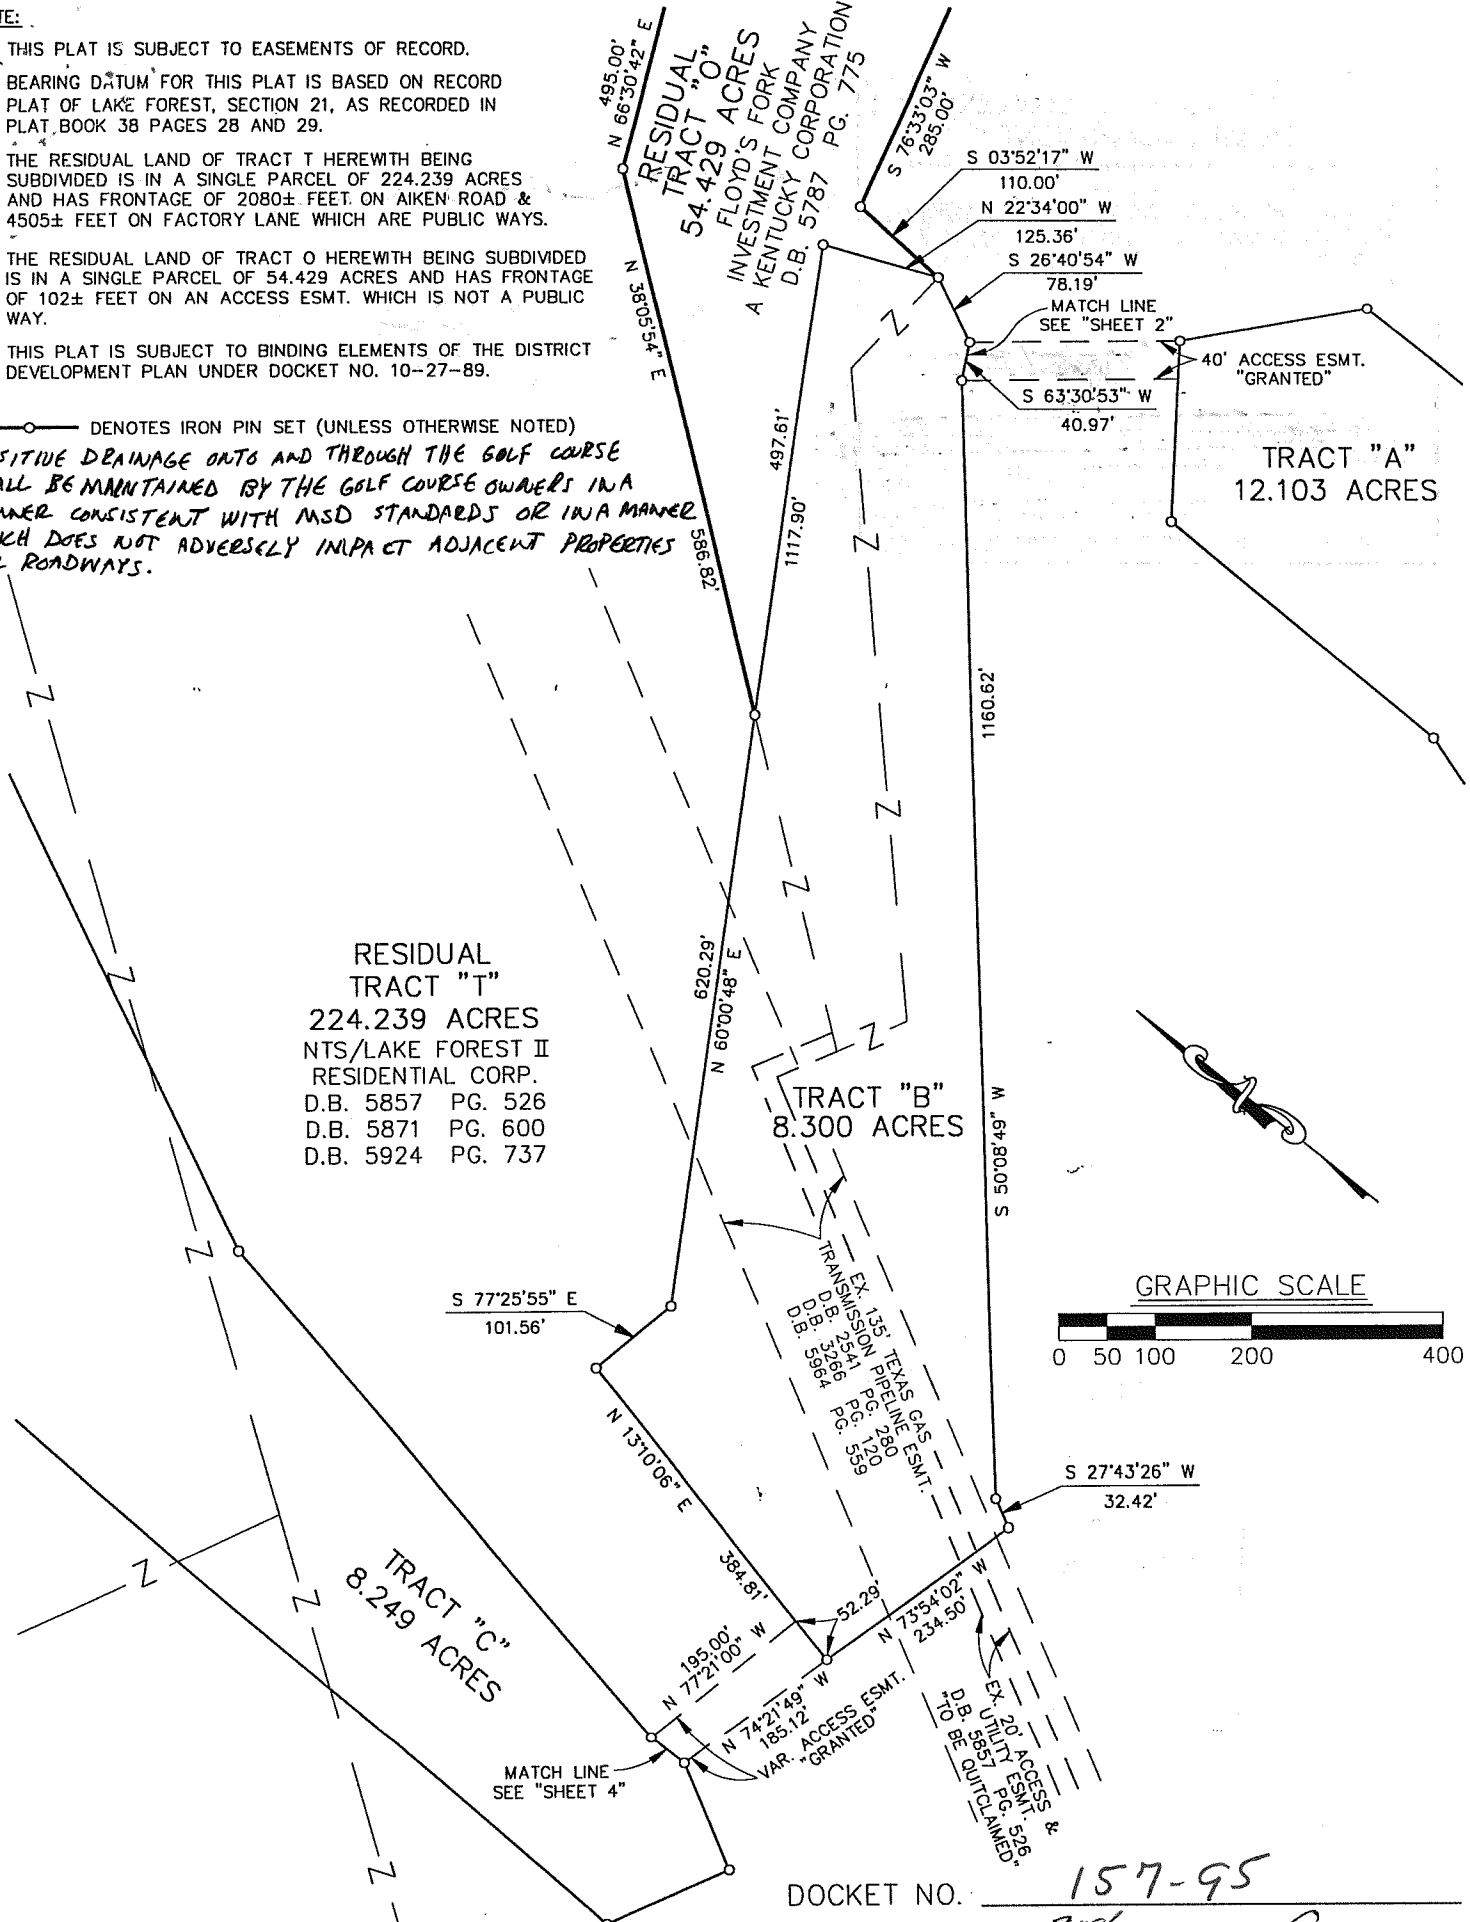 TE:
THIS PLAT IS SUBJECT TO EASEMENTS OF RECORD.
BEARING DATUM FOR THIS PLAT IS BASED ON RECORD
PLAT OF LAKE FOREST, SECTION 21, AS RECORDED IN
PLAT BOOK 38 PAGES 28 AND 29.
THE RESIDUAL LAND OF TRACT T HEREWITH BEING
SUBDIVIDED IS IN A SINGLE PARCEL OF 224.239 ACRES
AND HAS FRONTAGE OF 2080± FEET ON AIKEN ROAD &
4505± FEET ON FACTORY LANE WHICH ARE PUBLIC WAYS.
THE RESIDUAL LAND OF TRACT O HEREWITH BEING SUBDIVIDED
IS IN A SINGLE PARCEL OF 54.429 ACRES AND HAS FRONTAGE
OF 102± FEET ON AN ACCESS ESMT. WHICH IS NOT A PUBLIC
WAY.
THIS PLAT IS SUBJECT TO BINDING ELEMENTS OF THE DISTRICT
DEVELOPMENT PLAN UNDER DOCKET NO. 10-27-89.
DENOTES IRON PIN SET (UNLESS OTHERWISE NOTED)
SITIVE DRAINAGE ONTO AND THROUGH THE GOLF COURSE
ALL BE MAINTAINED BY THE GOLF COURSE OWNERS IN A
NNER CONSISTENT WITH MSD STANDARDS OR IN A MANNER
ICH DOES NOT ADVERSELY IMPACT ADJACENT PROPERTIES
ROADWAYS.
495.00'
N 66°30'42" E
RESIDUAL
TRACT "O"
54.429 ACRES
FLOYD'S FORK
INVESTMENT COMPANY
A KENTUCKY CORPORATION
D.B. 5787 PG. 775
S 76°33'03" W
285.00'
S 03°52'17" W
110.00'
N 22°34'00" W
125.36'
S 26°40'54" W
78.19'
MATCH LINE
SEE "SHEET 2"
40' ACCESS ESMT.
"GRANTED"
S 63°30'53" W
40.97'
TRACT "A"
12.103 ACRES
N 38°05'54" E
586.82'
497.61'
1117.90'
Z
Z
1160.62'
Z
Z
Z
620.29'
N 60°00'48" E
RESIDUAL
TRACT "T"
224.239 ACRES
NTS/LAKE FOREST II
RESIDENTIAL CORP.
D.B. 5857 PG. 526
D.B. 5871 PG. 600
D.B. 5924 PG. 737
Z
Z
TRACT "B"
8.300 ACRES
S 50°08'49" W
Z
S 77°25'55" E
101.56'
EX. 135' TEXAS GAS
TRANSMISSION PIPELINE ESMT.
D.B. 2541 PG. 280
D.B. 3266 PG. 120
D.B. 5964 PG. 559
GRAPHIC SCALE
0 50 100 200 400
N 13°10'06" E
384.81'
S 27°43'26" W
32.42'
52.29'
N 73°54'02" W
234.50'
Z
Z
TRACT "C"
8.249 ACRES
195.00'
N 77°21'00" W
N 74°21'49" W
185.12'
VAR. ACCESS ESMT.
"GRANTED"
MATCH LINE
SEE "SHEET 4"
EX. 20' ACCESS &
UTILITY ESMT.
D.B. 5857 PG. 526
"TO BE QUITCLAIMED"
Z
DOCKET NO. 157-95